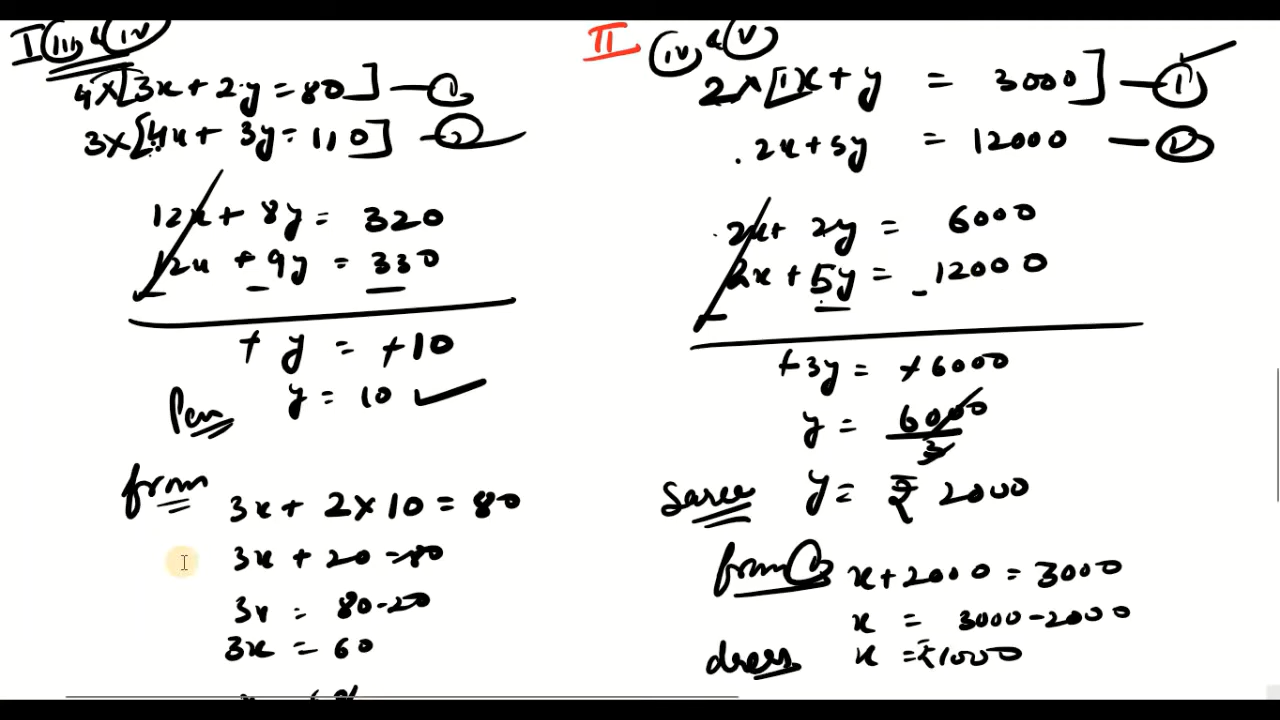 I (iii) & (iv)
4×[3x + 2y = 80] — (1)
3×[4x + 3y = 110] — (2)
12x + 8y = 320
12x + 9y = 330
+ y = +10
y = 10
Pen
from
3x + 2×10 = 80
3x + 20 = 80
3x = 80-20
3x = 60
II (iv) & (v)
2×[1x + y = 3000] — (1)
2x + 5y = 12000 — (2)
2x + 2y = 6000
2x + 5y = 12000
+3y = +6000
y = 6000
3
Saree y = ₹ 2000
from (1) x + 2000 = 3000
x = 3000-2000
dress x = ₹1000